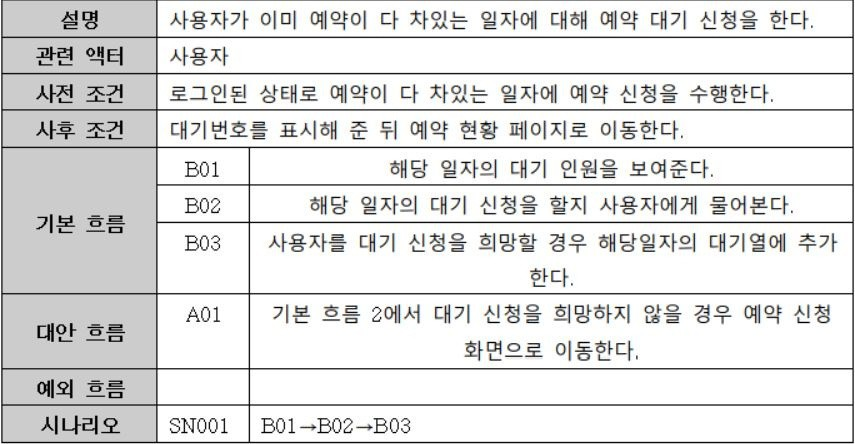 설명 사용자가 이미 예약이 다 차있는 일자에 대해 예약 대기 신청을 한다.
관련 액터 사용자
사전 조건 로그인된 상태로 예약이 다 차있는 일자에 예약 신청을 수행한다.
사후 조건 대기번호를 표시해 준 뒤 예약 현황 페이지로 이동한다.
기본 흐름
B01 해당 일자의 대기 인원을 보여준다.
B02 해당 일자의 대기 신청을 할지 사용자에게 물어본다.
B03 사용자를 대기 신청을 희망할 경우 해당일자의 대기열에 추가
한다.
대안 흐름
A01 기본 흐름 2에서 대기 신청을 희망하지 않을 경우 예약 신청
화면으로 이동한다.
예외 흐름
시나리오 SN001 B01→B02→B03